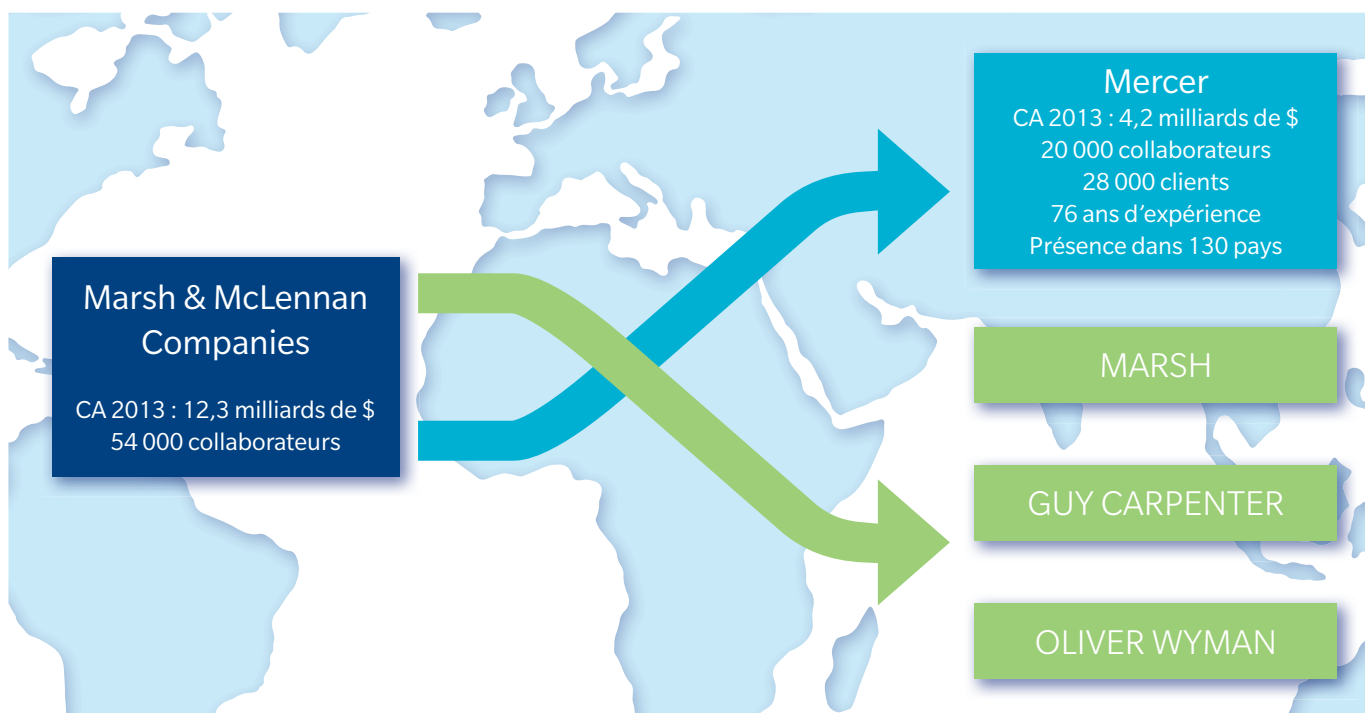 Marsh & McLennan
Companies
CA 2013 : 12,3 milliards de $
54 000 collaborateurs
Mercer
CA 2013 : 4,2 milliards de $
20 000 collaborateurs
28 000 clients
76 ans d’expérience
Présence dans 130 pays
MARSH
GUY CARPENTER
OLIVER WYMAN